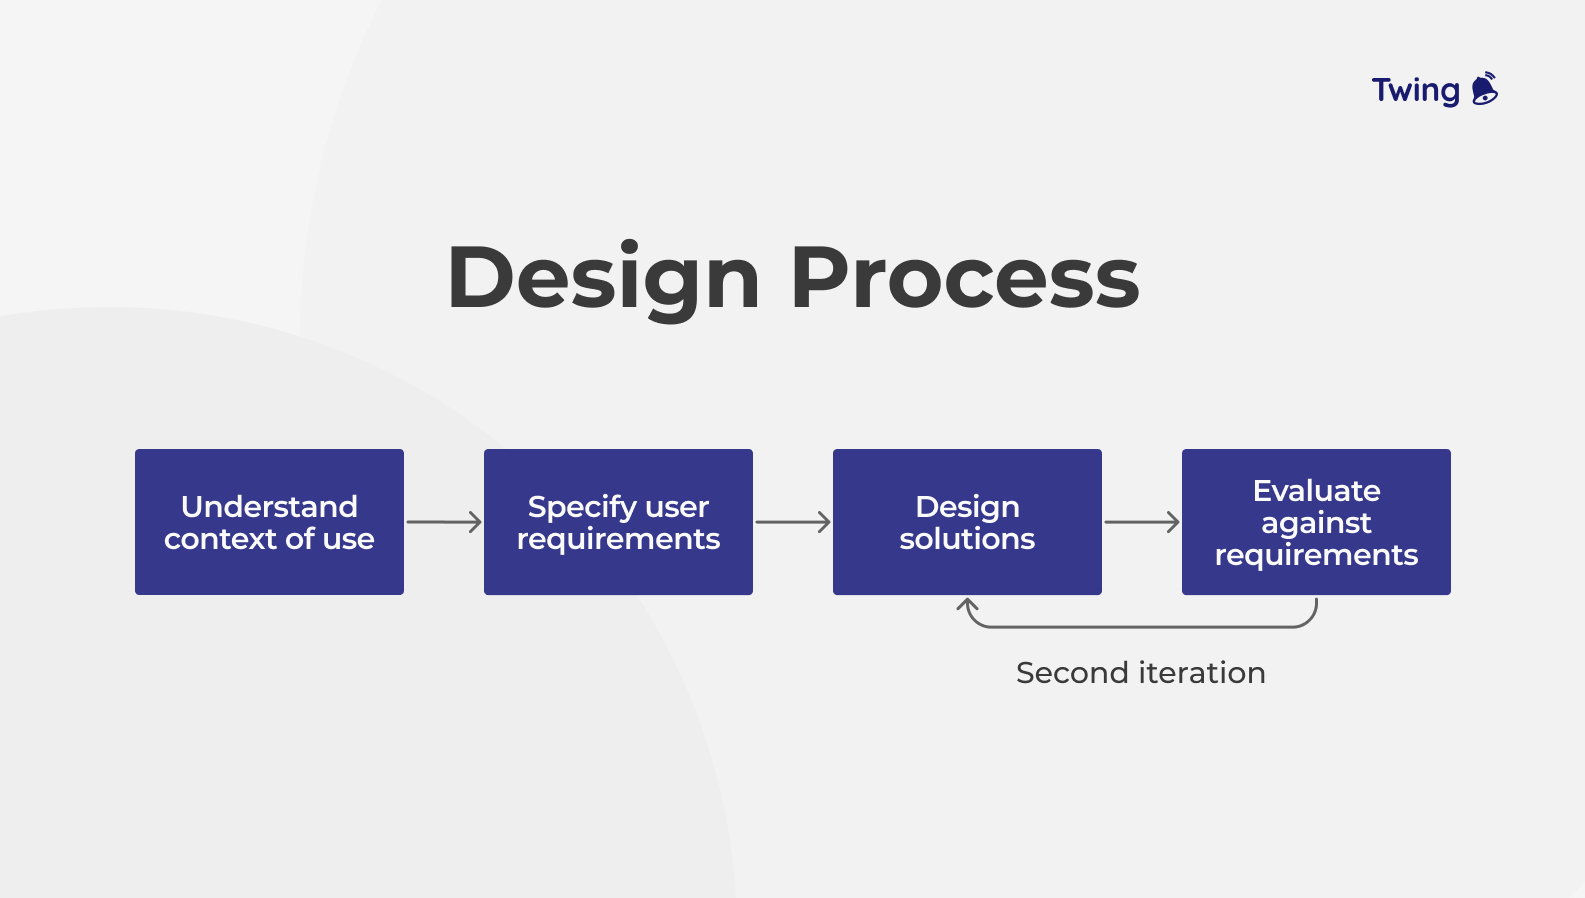 Twing
Design Process
Understand
context of use
Specify user
requirements
Design
solutions
Evaluate
against
requirements
Second iteration